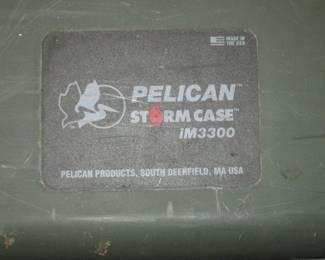 MADE IN
THE USA
PELICAN™
STORM CASE™
iM3300
PELICAN PRODUCTS, SOUTH DEERFIELD, MA USA